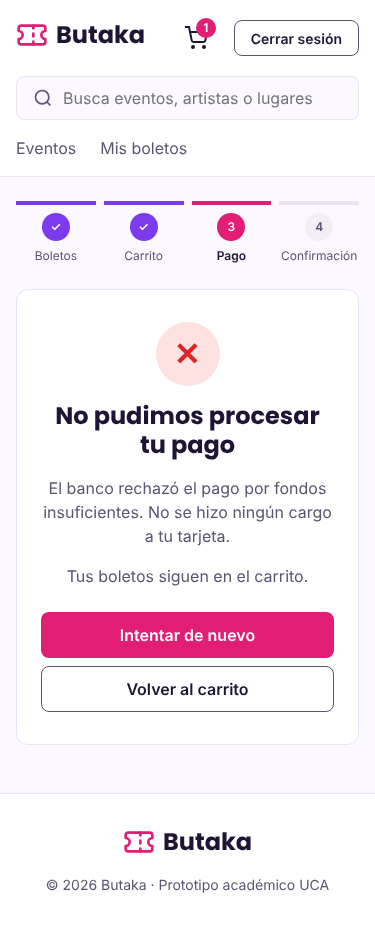 Butaka
1
Cerrar sesión
Busca eventos, artistas o lugares
Eventos
Mis boletos
Boletos
Carrito
3
Pago
4
Confirmación
No pudimos procesar
tu pago
El banco rechazó el pago por fondos
insuficientes. No se hizo ningún cargo
a tu tarjeta.
Tus boletos siguen en el carrito.
Intentar de nuevo
Volver al carrito
Butaka
© 2026 Butaka · Prototipo académico UCA